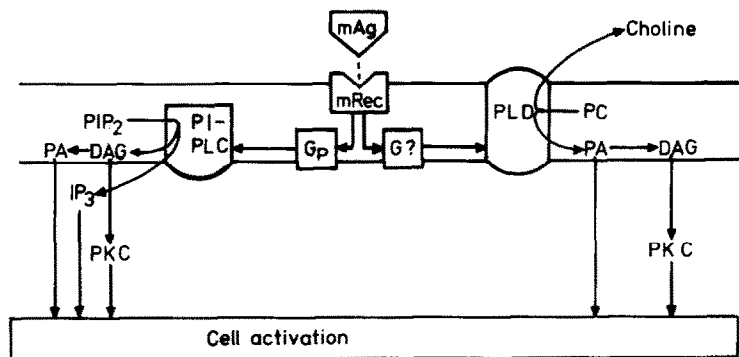 mAg
Choline
mRec
PIP2
PI-
PLC
PLD
PC
PA
DAG
GP
G?
PA
DAG
IP3
PKC
PKC
Cell activation